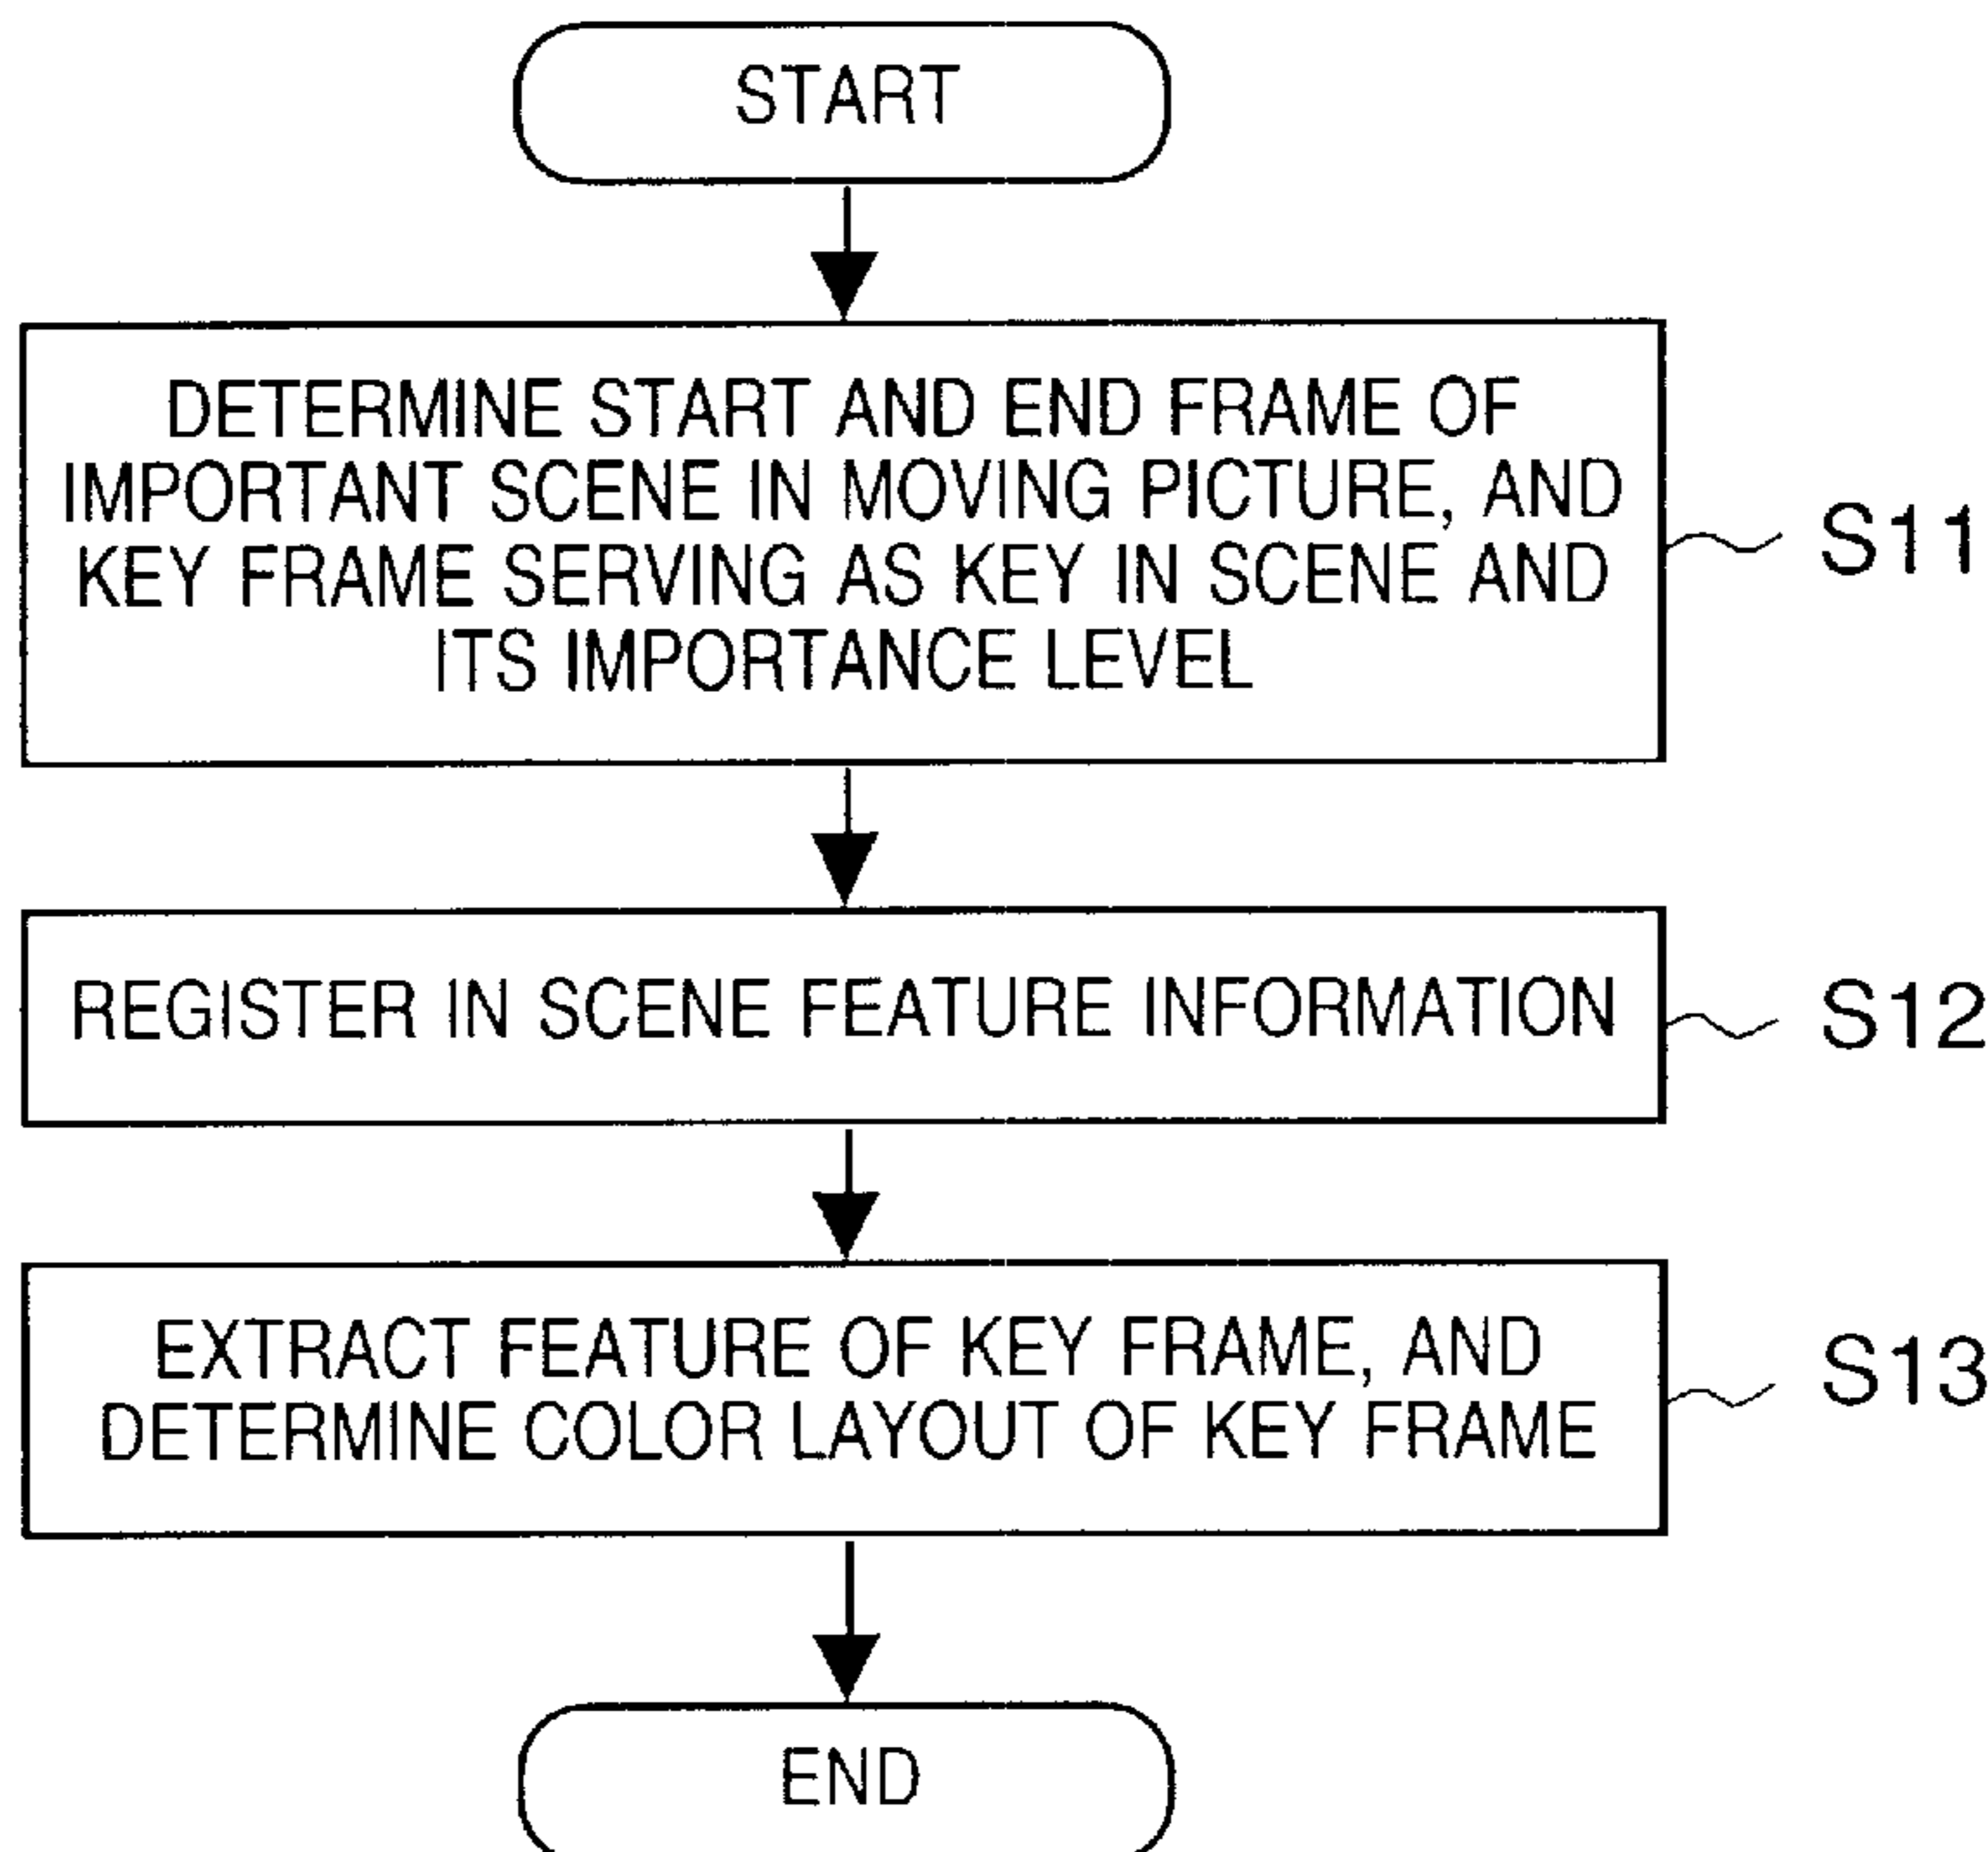 START
DETERMINE START AND END FRAME OF
IMPORTANT SCENE IN MOVING PICTURE, AND
KEY FRAME SERVING AS KEY IN SCENE AND
ITS IMPORTANCE LEVEL
S11
REGISTER IN SCENE FEATURE INFORMATION
S12
EXTRACT FEATURE OF KEY FRAME, AND
DETERMINE COLOR LAYOUT OF KEY FRAME
S13
END